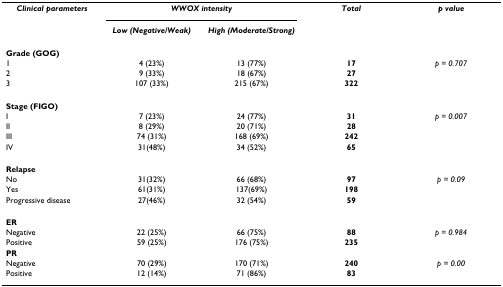 Clinical parameters WWOX intensity Total p value
Low (Negative/Weak) High (Moderate/Strong)
Grade (GOG)
1 4 (23%) 13 (77%) 17 p = 0.707
2 9 (33%) 18 (67%) 27
3 107 (33%) 215 (67%) 322
Stage (FIGO)
I 7 (23%) 24 (77%) 31 p = 0.007
II 8 (29%) 20 (71%) 28
III 74 (31%) 168 (69%) 242
IV 31(48%) 34 (52%) 65
Relapse
No 31(32%) 66 (68%) 97 p = 0.09
Yes 61(31%) 137(69%) 198
Progressive disease 27(46%) 32 (54%) 59
ER
Negative 22 (25%) 66 (75%) 88 p = 0.984
Positive 59 (25%) 176 (75%) 235
PR
Negative 70 (29%) 170 (71%) 240 p = 0.00
Positive 12 (14%) 71 (86%) 83